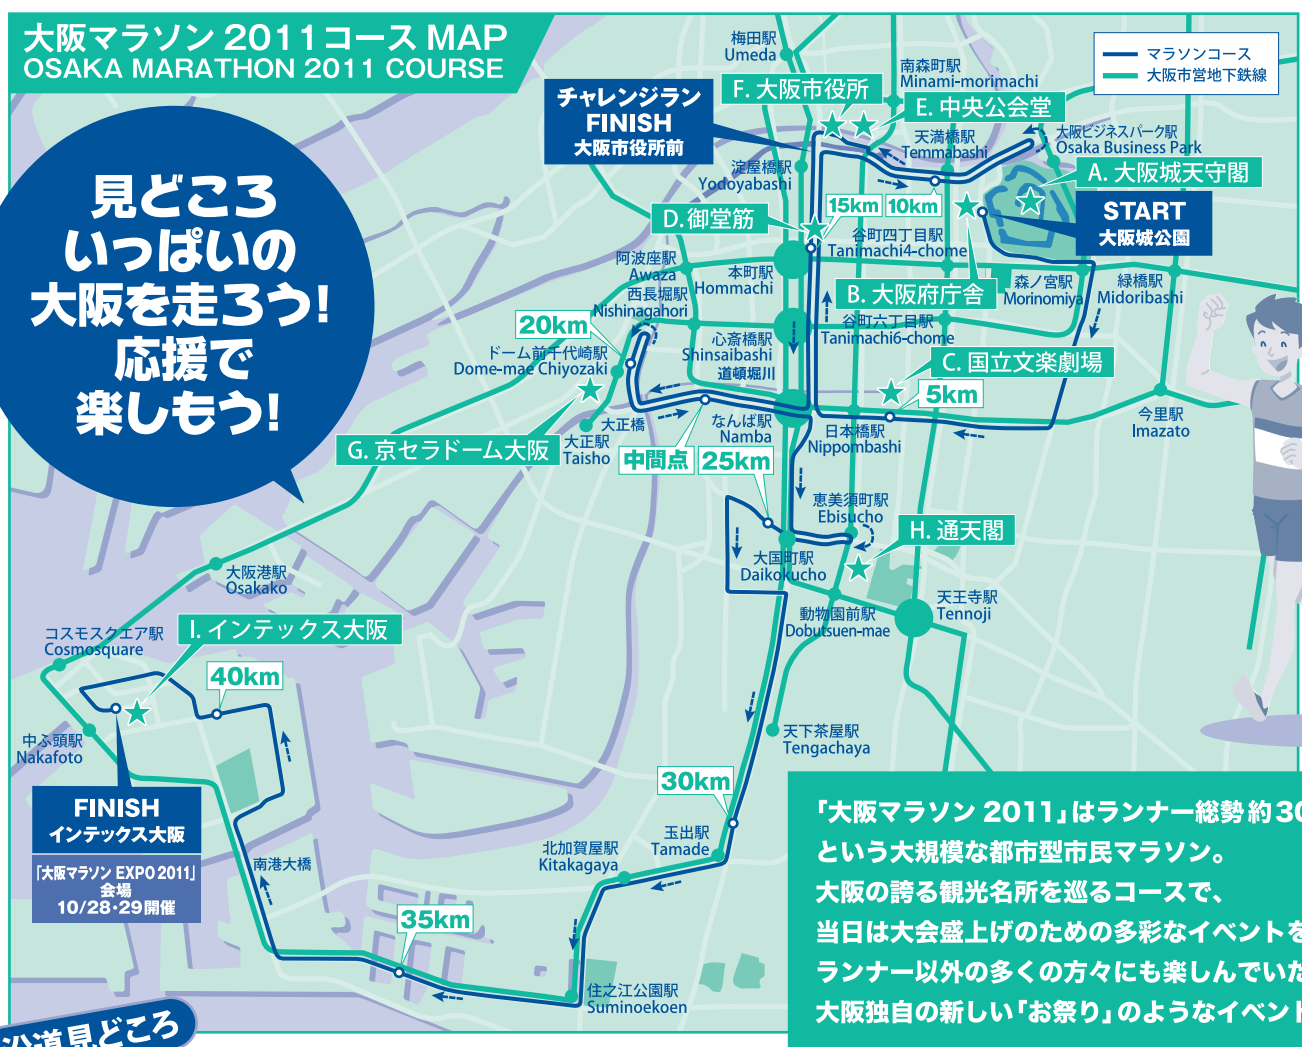 大阪マラソン 2011コース MAP
OSAKA MARATHON 2011 COURSE
マラソンコース
大阪市営地下鉄線
見どころ
いっぱいの
大阪を走ろう!
応援で
楽しもう!
梅田駅
Umeda
南森町駅
Minami-morimachi
F. 大阪市役所
E. 中央公会堂
チャレンジラン
FINISH
大阪市役所前
天満橋駅
Temmabashi
大阪ビジネスパーク駅
Osaka Business Park
淀屋橋駅
Yodoyabashi
A. 大阪城天守閣
START
大阪城公園
15km
10km
D. 御堂筋
谷町四丁目駅
Tanimachi4-chome
阿波座駅
Awaza
本町駅
Hommachi
森ノ宮駅
Morinomiya
緑橋駅
Midoribashi
西長堀駅
Nishinagahori
B. 大阪府庁舎
20km
谷町六丁目駅
Tanimachi6-chome
心斎橋駅
Shinsaibashi
道頓堀川
ドーム前千代崎駅
Dome-mae Chiyozaki
C. 国立文楽劇場
5km
今里駅
Imazato
大正橋
なんば駅
Namba
日本橋駅
Nippombashi
G. 京セラドーム大阪
大正駅
Taisho
中間点
25km
恵美須町駅
Ebisucho
H. 通天閣
大国町駅
Daikokucho
大阪港駅
Osakako
動物園前駅
Dobutsuen-mae
天王寺駅
Tennoji
コスモスクエア駅
Cosmosquare
I. インテックス大阪
40km
中ふ頭駅
Nakafoto
天下茶屋駅
Tengachaya
FINISH
インテックス大阪
「大阪マラソン EXPO 2011」
会場
10/28・29開催
30km
玉出駅
Tamade
北加賀屋駅
Kitakagaya
南港大橋
35km
住之江公園駅
Suminoekoen
「大阪マラソン 2011」はランナー総勢 約30
という大規模な都市型市民マラソン。
大阪の誇る観光名所を巡るコースで、
当日は大会盛上げのための多彩なイベントを
ランナー以外の多くの方々にも楽しんでいた
大阪独自の新しい「お祭り」のようなイベント
沿道見どころ